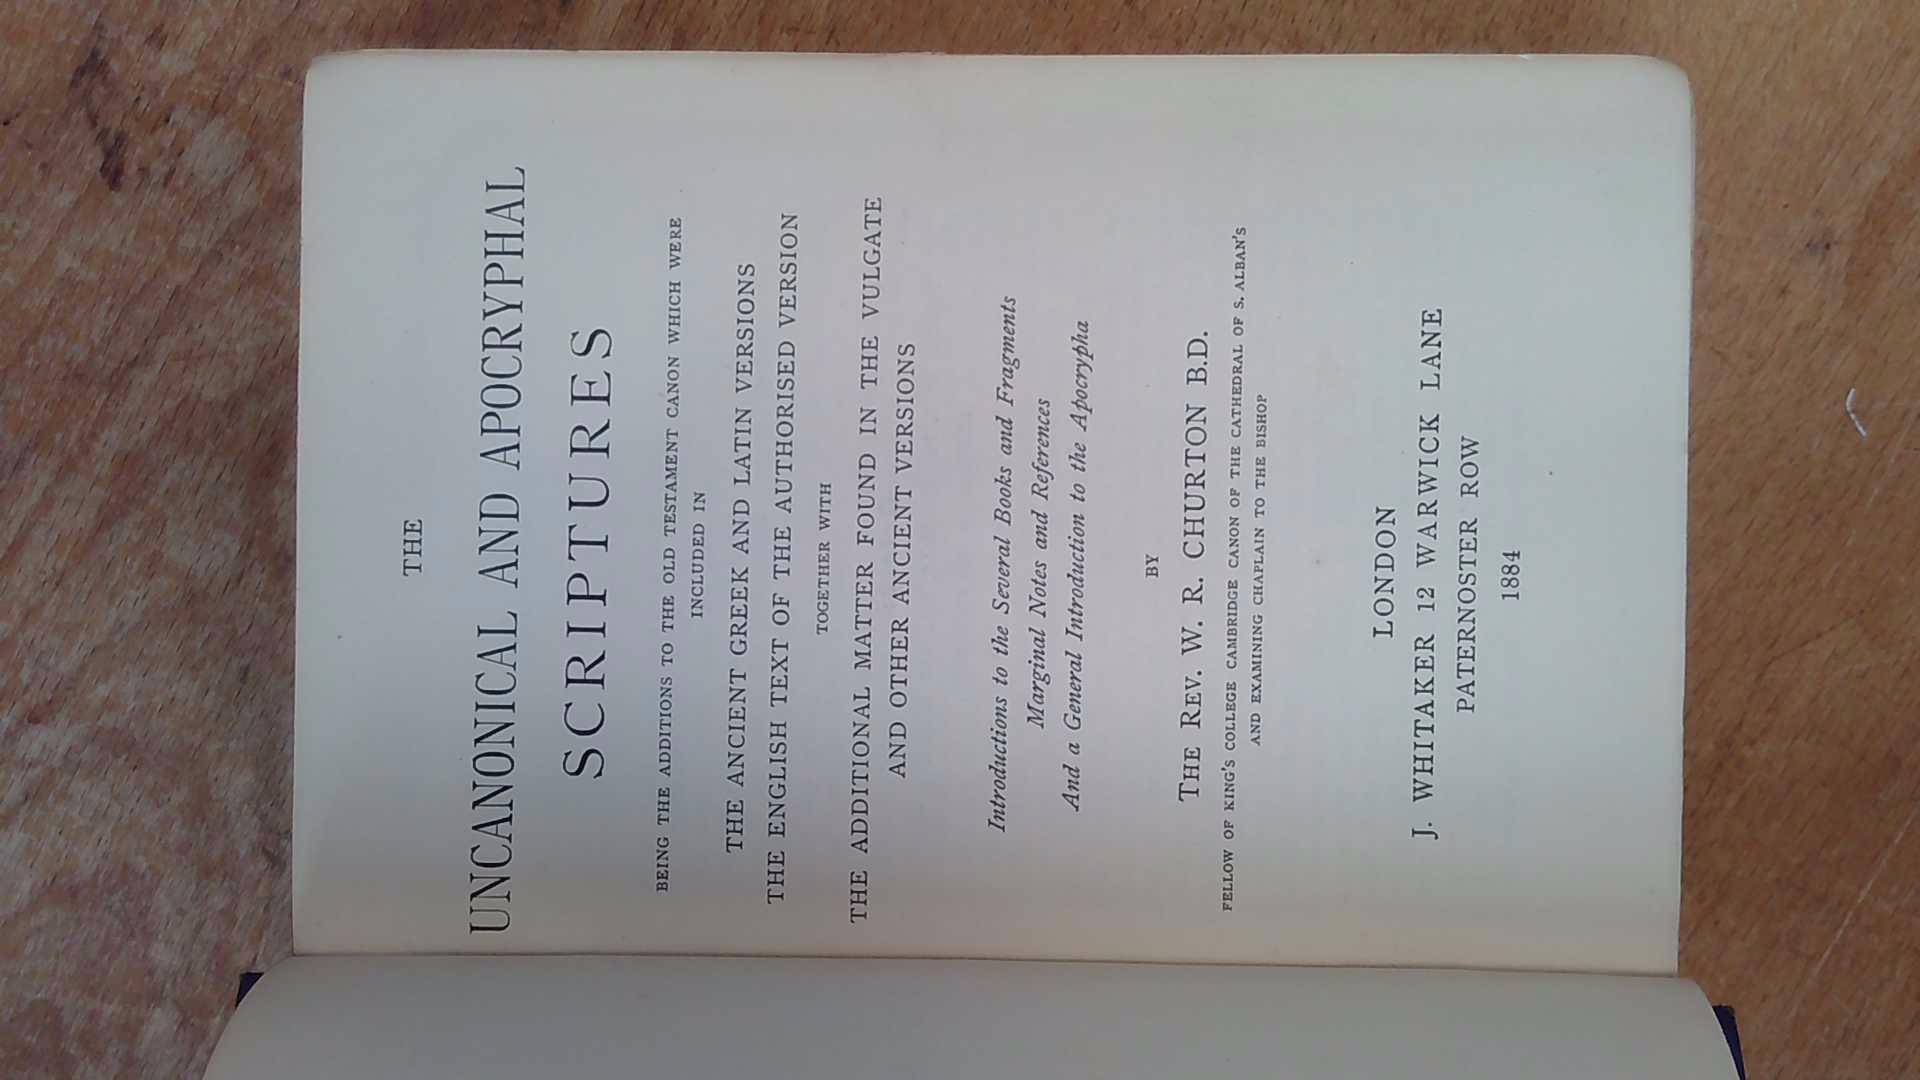 THE
UNCANONICAL AND APOCRYPHAL
SCRIPTURES
BEING THE ADDITIONS TO THE OLD TESTAMENT CANON WHICH WERE
INCLUDED IN
THE ANCIENT GREEK AND LATIN VERSIONS
THE ENGLISH TEXT OF THE AUTHORISED VERSION
TOGETHER WITH
THE ADDITIONAL MATTER FOUND IN THE VULGATE
AND OTHER ANCIENT VERSIONS
Introductions to the Several Books and Fragments
Marginal Notes and References
And a General Introduction to the Apocrypha
BY
THE REV. W. R. CHURTON B.D.
FELLOW OF KING'S COLLEGE CAMBRIDGE CANON OF THE CATHEDRAL OF S. ALBAN'S
AND EXAMINING CHAPLAIN TO THE BISHOP
LONDON
J. WHITAKER 12 WARWICK LANE
PATERNOSTER ROW
1884